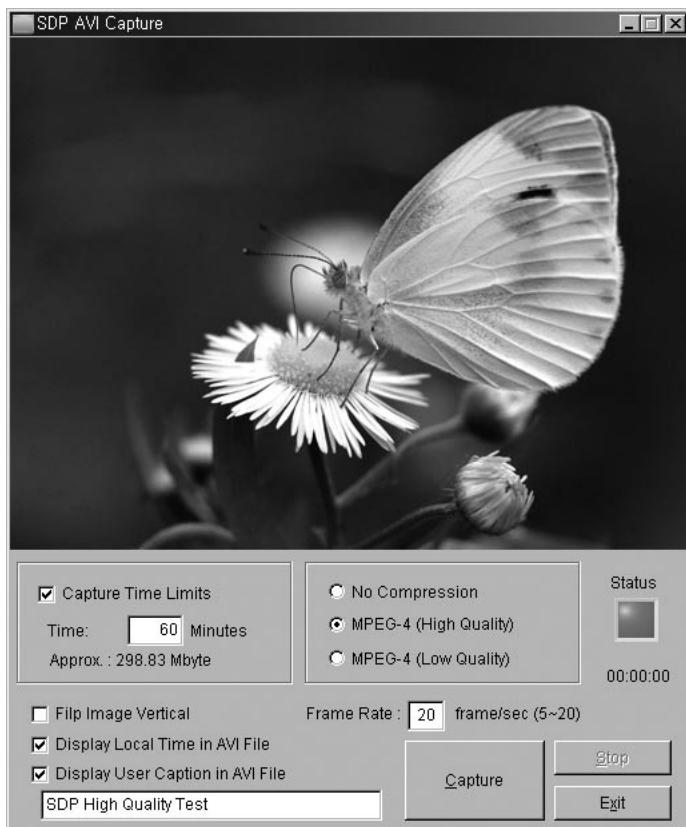 SDP AVI Capture
Capture Time Limits
Time: 60 Minutes
Approx. : 298.83 Mbyte
No Compression
MPEG-4 (High Quality)
MPEG-4 (Low Quality)
Status
00:00:00
Filp Image Vertical
Frame Rate : 20 frame/sec (5~20)
Display Local Time in AVI File
Display User Caption in AVI File
SDP High Quality Test
Capture
Stop
Exit